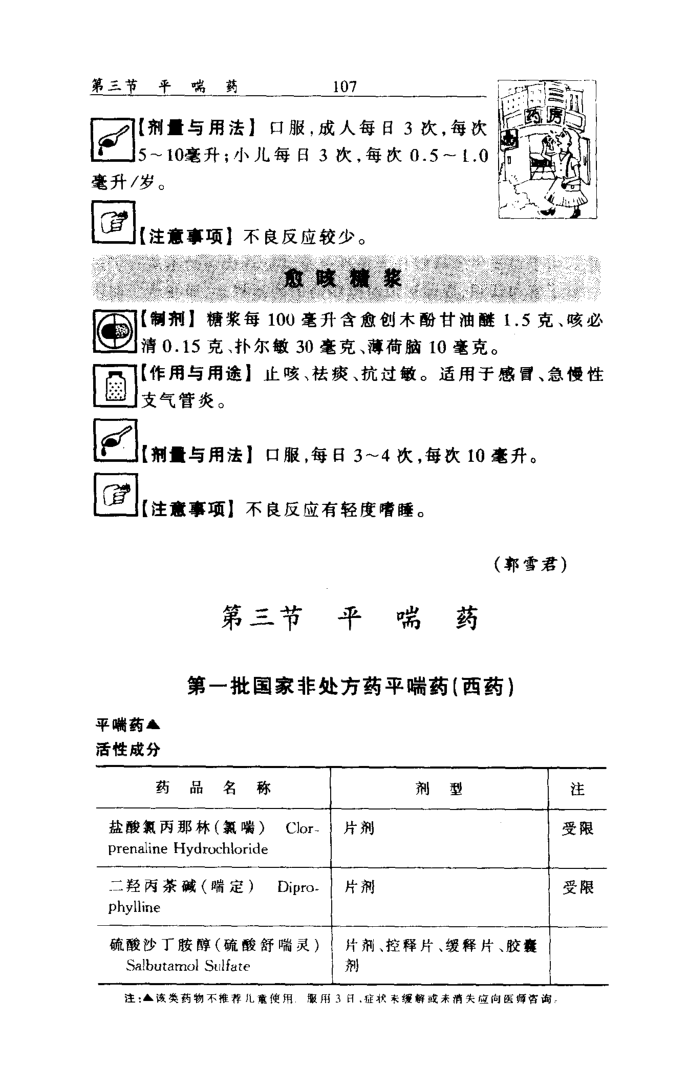 第三节 平 喘 药 107
药房
【剂量与用法】 口服,成人每日 3 次,每次
5~10毫升;小儿每日 3 次,每次 0.5~1.0
毫升/岁。
【注意事项】 不良反应较少。
愈咳糖浆
【制剂】 糖浆每 100 毫升含愈创木酚甘油醚 1.5 克、咳必
清 0.15 克、扑尔敏 30 毫克、薄荷脑 10 毫克。
【作用与用途】 止咳、祛痰、抗过敏。适用于感冒、急慢性
支气管炎。
【剂量与用法】 口服,每日 3~4 次,每次 10 毫升。
【注意事项】 不良反应有轻度嗜睡。
(郭雪君)
第三节 平 喘 药
第一批国家非处方药平喘药(西药)
平喘药▲
活性成分
药 品 名 称 剂 型 注
盐酸氯丙那林(氯喘) Clor- 片剂 受限
prenaline Hydrochloride
二羟丙茶碱(喘定) Dipro- 片剂 受限
phylline
硫酸沙丁胺醇(硫酸舒喘灵) 片剂、控释片、缓释片、胶囊
Salbutamol Sulfate 剂
注:▲该类药物不推荐儿童使用. 服用 3 日,症状未缓解或未消失应向医师咨询。